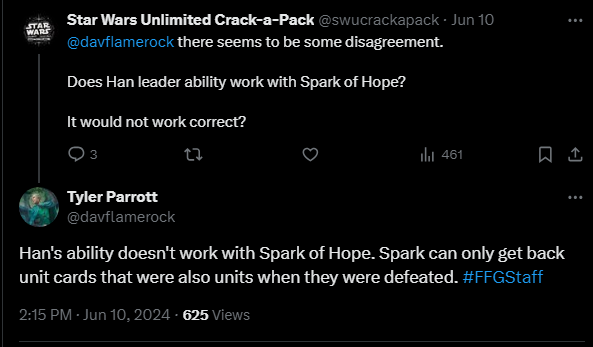 STAR WARS
Star Wars Unlimited Crack-a-Pack @swucrackapack · Jun 10
@davflamerock there seems to be some disagreement.
Does Han leader ability work with Spark of Hope?
It would not work correct?
3 461
Tyler Parrott
@davflamerock
Han's ability doesn't work with Spark of Hope. Spark can only get back
unit cards that were also units when they were defeated. #FFGStaff
2:15 PM · Jun 10, 2024 · 625 Views